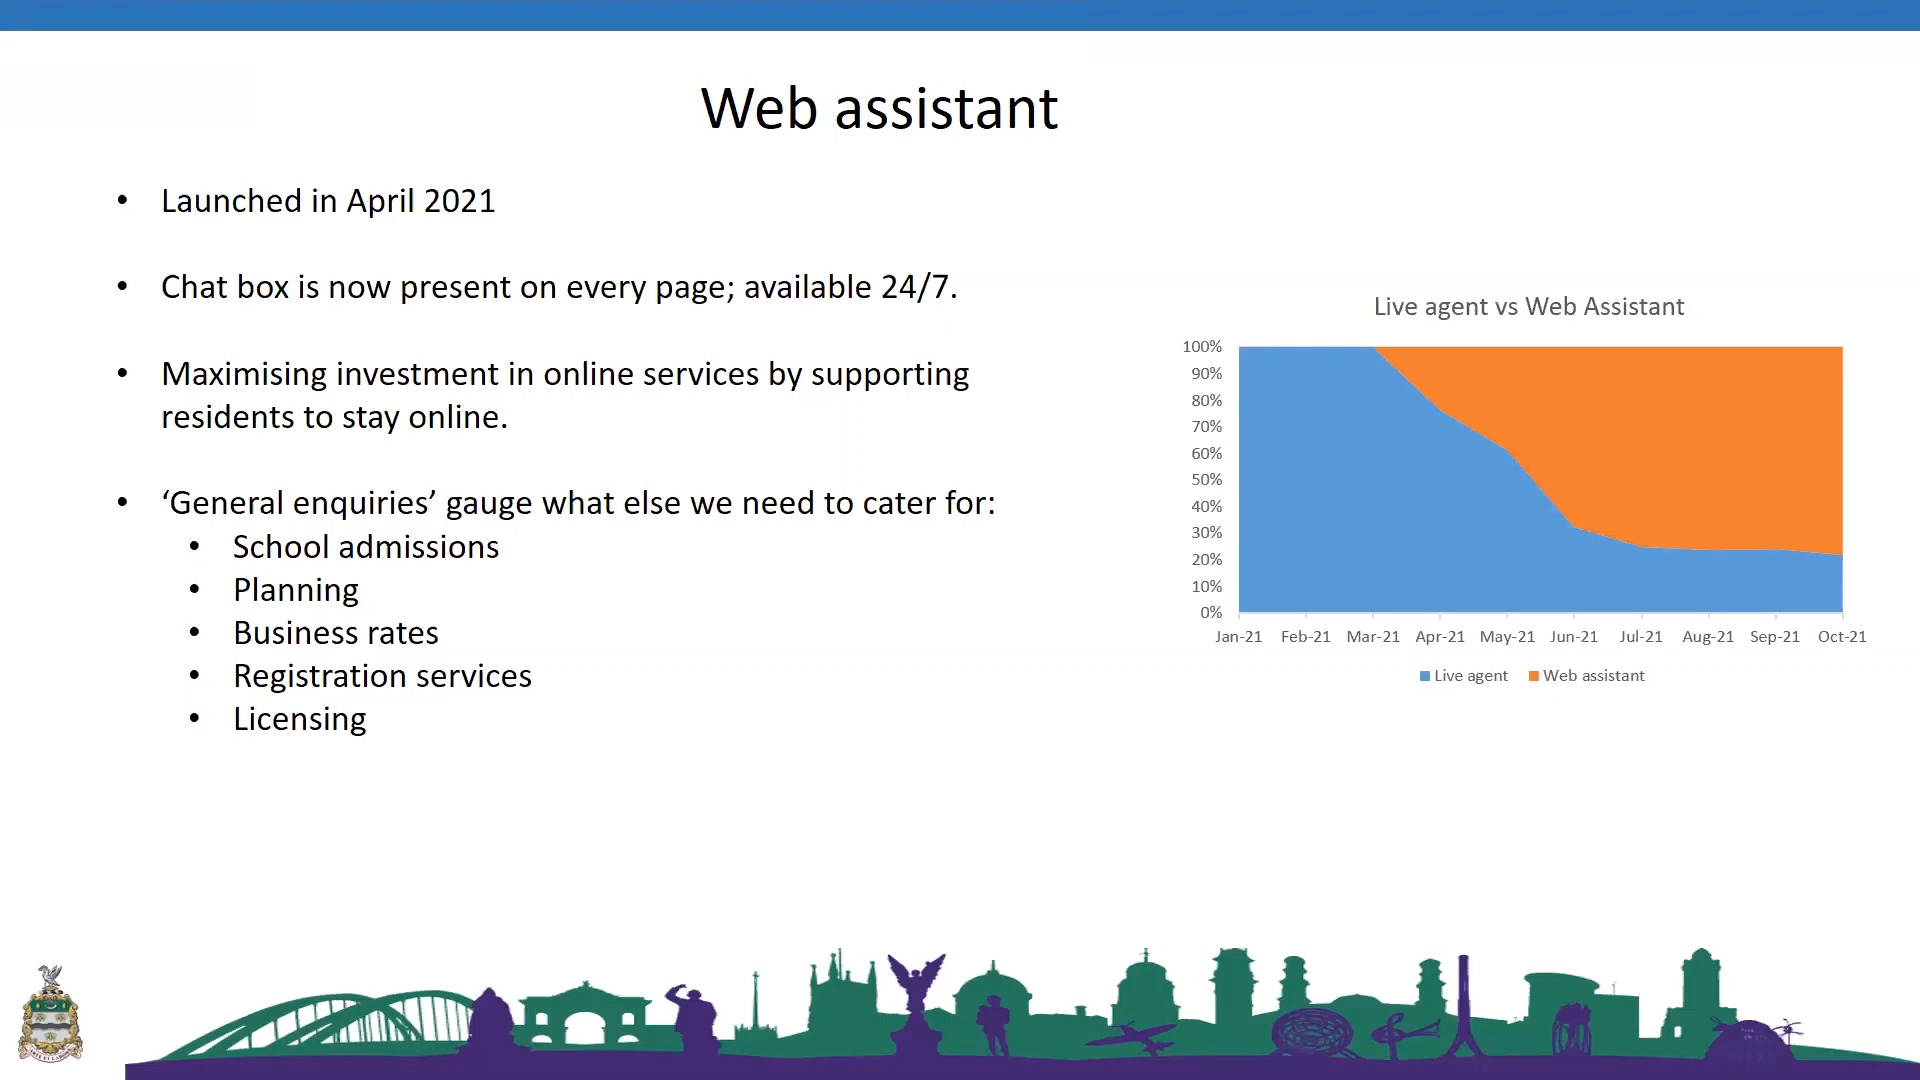 Web assistant
• Launched in April 2021
• Chat box is now present on every page; available 24/7.
• Maximising investment in online services by supporting
residents to stay online.
• ‘General enquiries’ gauge what else we need to cater for:
• School admissions
• Planning
• Business rates
• Registration services
• Licensing
Live agent vs Web Assistant
100%
90%
80%
70%
60%
50%
40%
30%
20%
10%
0%
Jan-21 Feb-21 Mar-21 Apr-21 May-21 Jun-21 Jul-21 Aug-21 Sep-21 Oct-21
Live agent Web assistant